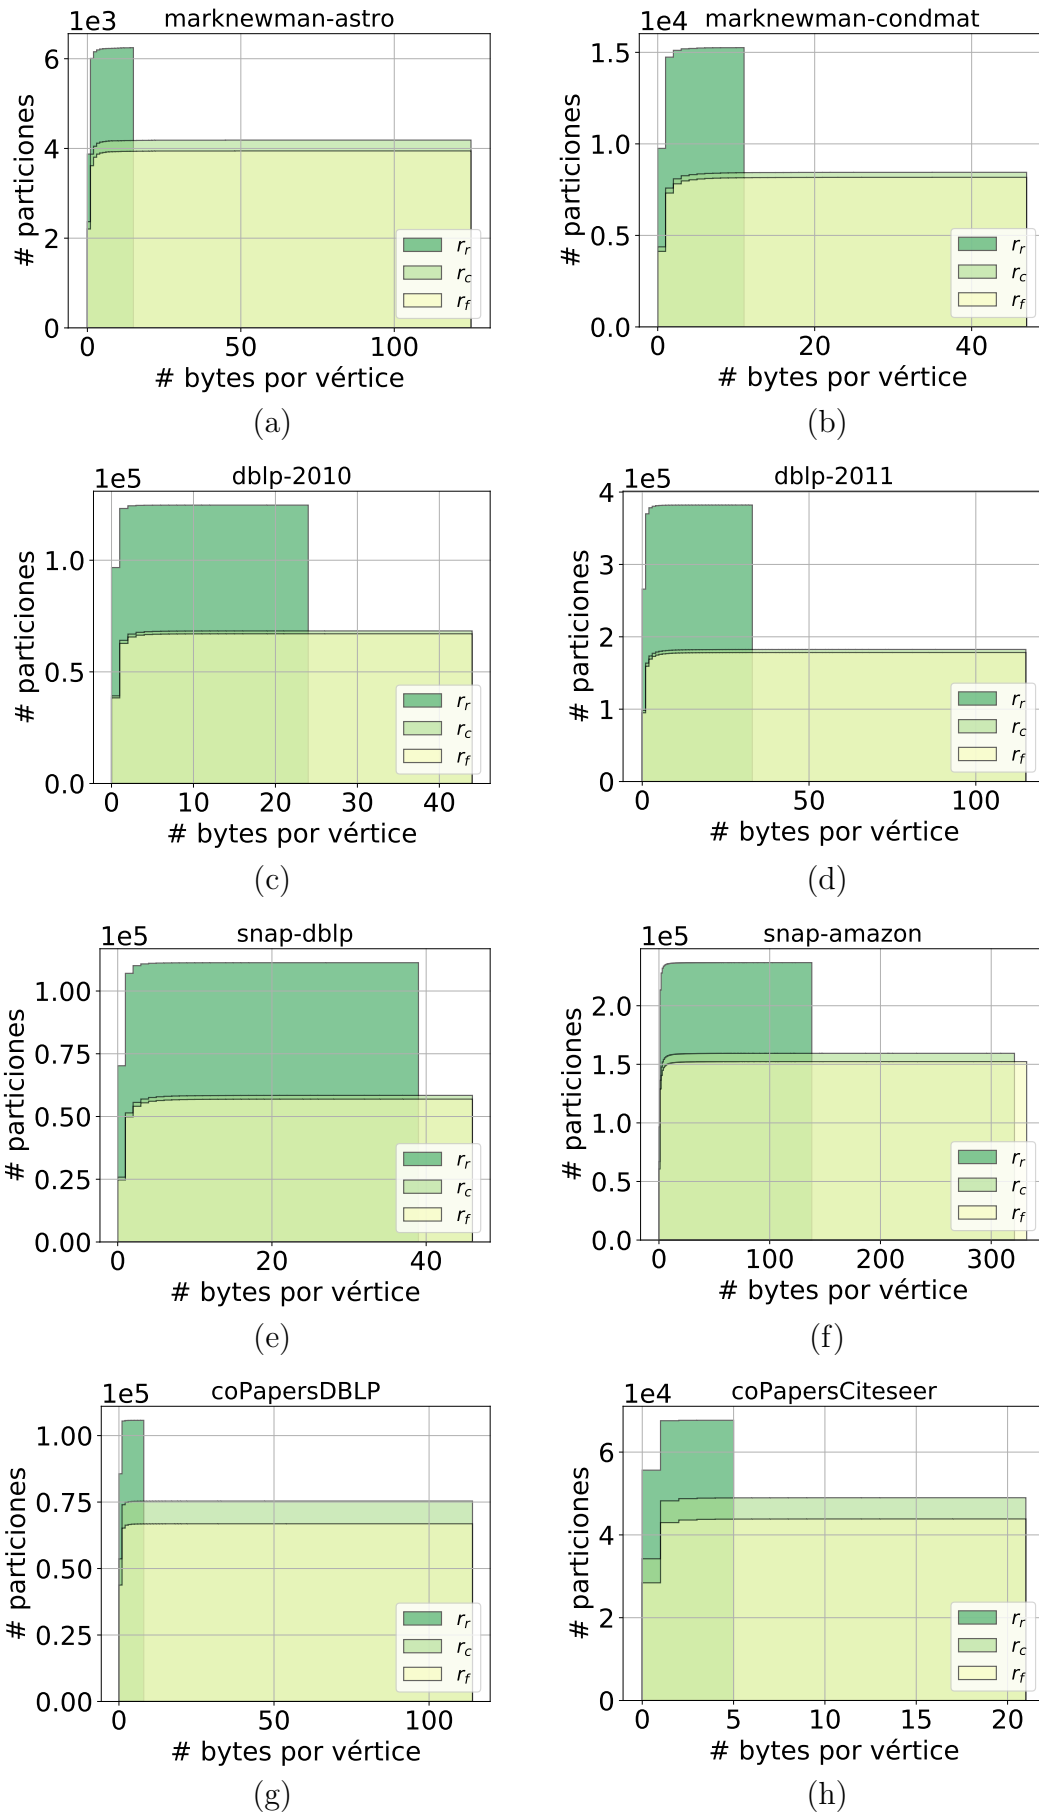 marknewman-astro
1e3
6
4
2
0
# particiones
0 50 100
# bytes por vértice
r_r
r_c
r_f
(a)
marknewman-condmat
1e4
1.5
1.0
0.5
0.0
# particiones
0 20 40
# bytes por vértice
r_r
r_c
r_f
(b)
dblp-2010
1e5
1.0
0.5
0.0
# particiones
0 10 20 30 40
# bytes por vértice
r_r
r_c
r_f
(c)
dblp-2011
1e5
4
3
2
1
0
# particiones
0 50 100
# bytes por vértice
r_r
r_c
r_f
(d)
snap-dblp
1e5
1.00
0.75
0.50
0.25
0.00
# particiones
0 20 40
# bytes por vértice
r_r
r_c
r_f
(e)
snap-amazon
1e5
2.0
1.5
1.0
0.5
0.0
# particiones
0 100 200 300
# bytes por vértice
r_r
r_c
r_f
(f)
coPapersDBLP
1e5
1.00
0.75
0.50
0.25
0.00
# particiones
0 50 100
# bytes por vértice
r_r
r_c
r_f
(g)
coPapersCiteseer
1e4
6
4
2
0
# particiones
0 5 10 15 20
# bytes por vértice
r_r
r_c
r_f
(h)